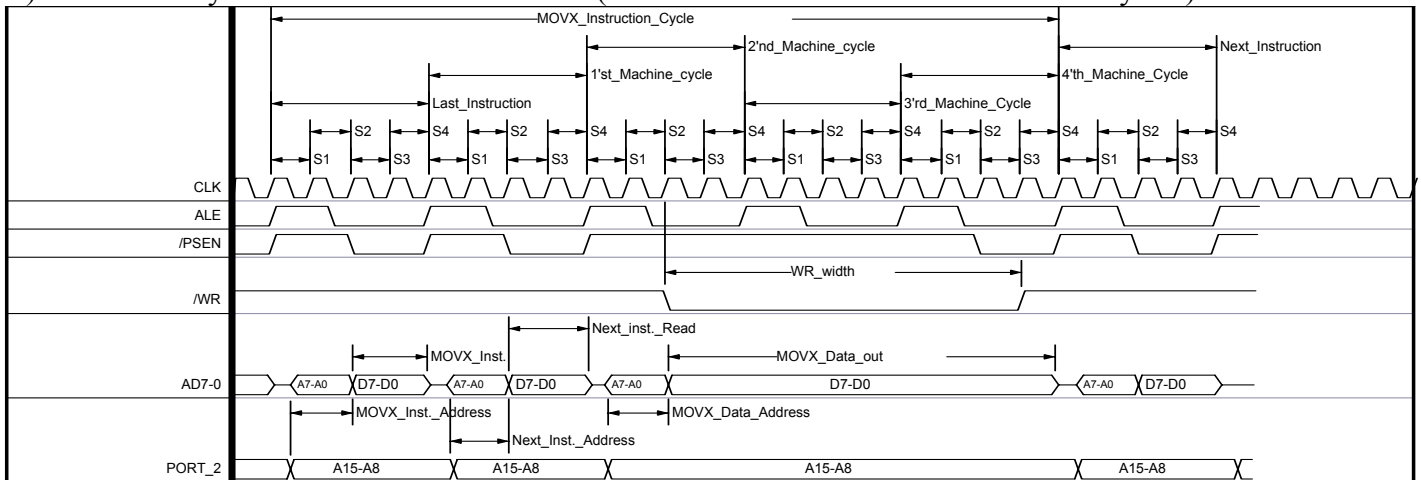 MOVX_Instruction_Cycle
2'nd_Machine_cycle Next_Instruction
1'st_Machine_cycle 4'th_Machine_Cycle
Last_Instruction 3'rd_Machine_Cycle
S2 S4 S2 S4 S2 S4 S2 S4 S2 S4 S2 S4
S1 S3 S1 S3 S1 S3 S1 S3 S1 S3 S1 S3
CLK
ALE
/PSEN
WR_width
/WR
Next_inst._Read
MOVX_Inst. MOVX_Data_out
AD7-0 A7-A0 D7-D0 A7-A0 D7-D0 A7-A0 D7-D0 A7-A0 D7-D0
MOVX_Inst._Address MOVX_Data_Address
Next_Inst._Address
PORT_2 A15-A8 A15-A8 A15-A8 A15-A8